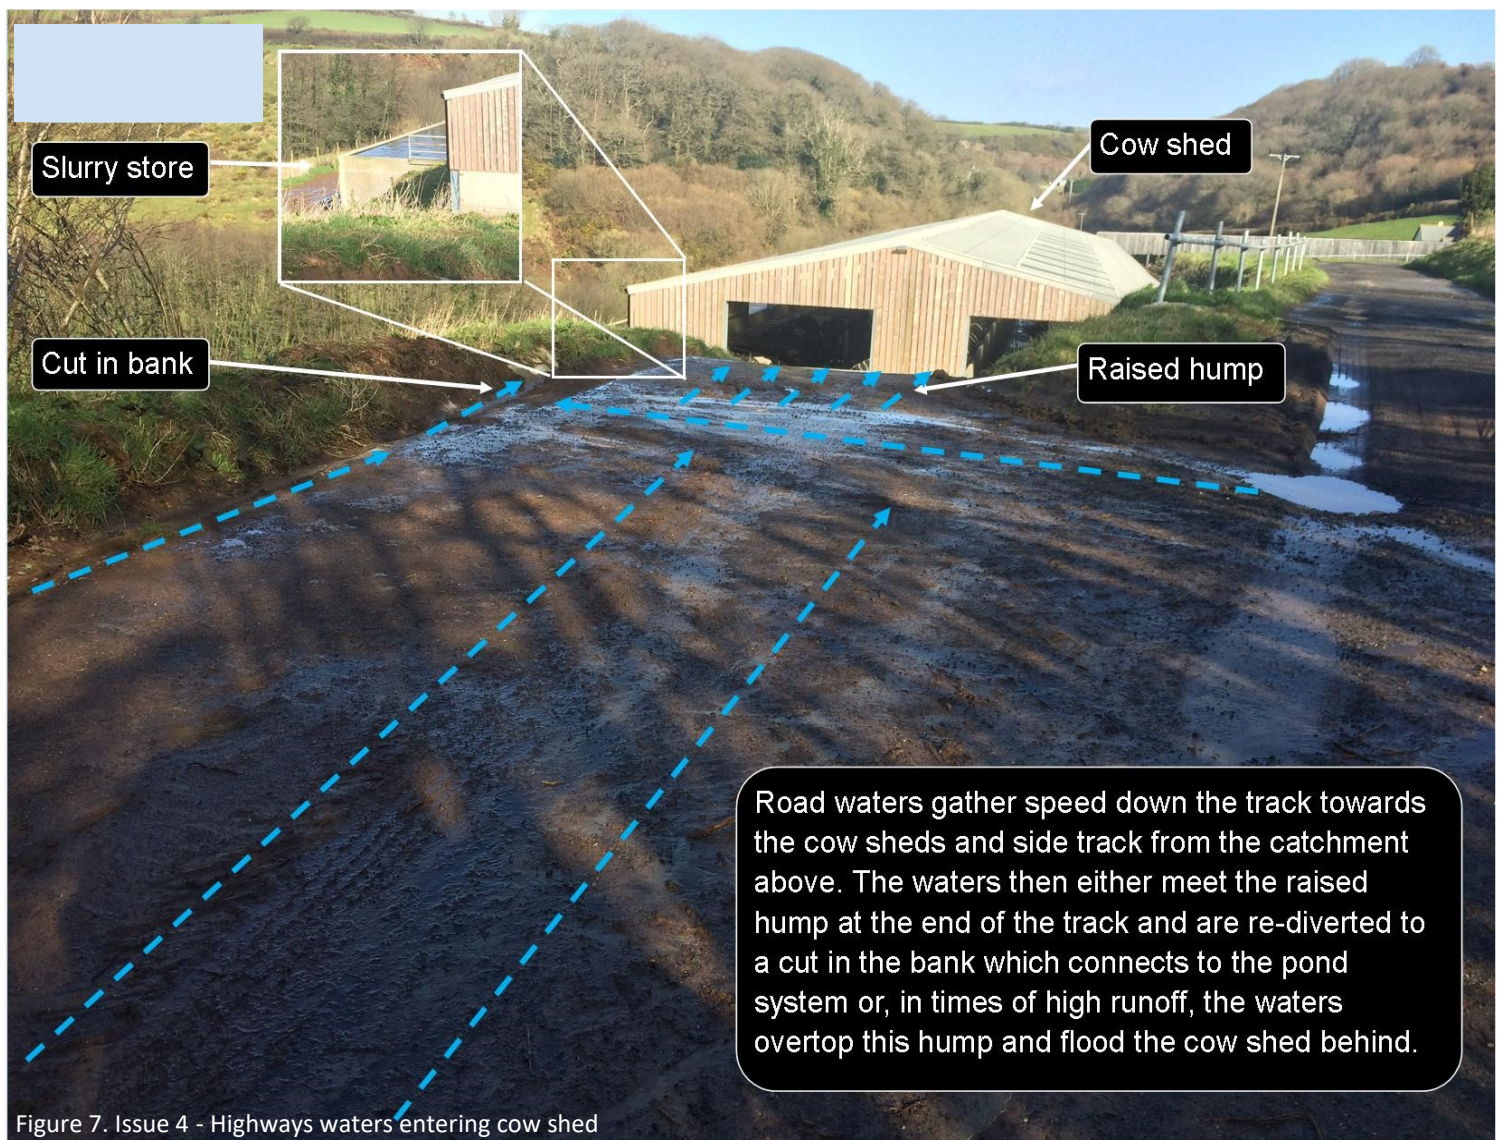 Slurry store
Cow shed
Cut in bank
Raised hump
Road waters gather speed down the track towards
the cow sheds and side track from the catchment
above. The waters then either meet the raised
hump at the end of the track and are re-diverted to
a cut in the bank which connects to the pond
system or, in times of high runoff, the waters
overtop this hump and flood the cow shed behind.
Figure 7. Issue 4 - Highways waters entering cow shed